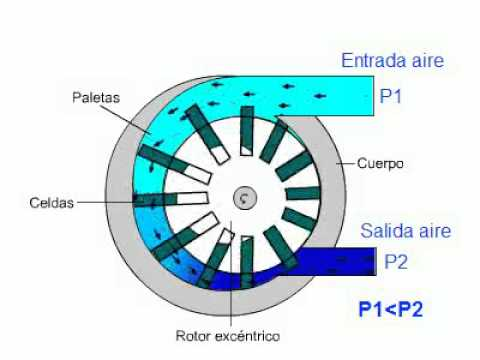 Entrada aire
P1
Paletas
Cuerpo
Celdas
Salida aire
P2
P1<P2
Rotor excéntrico